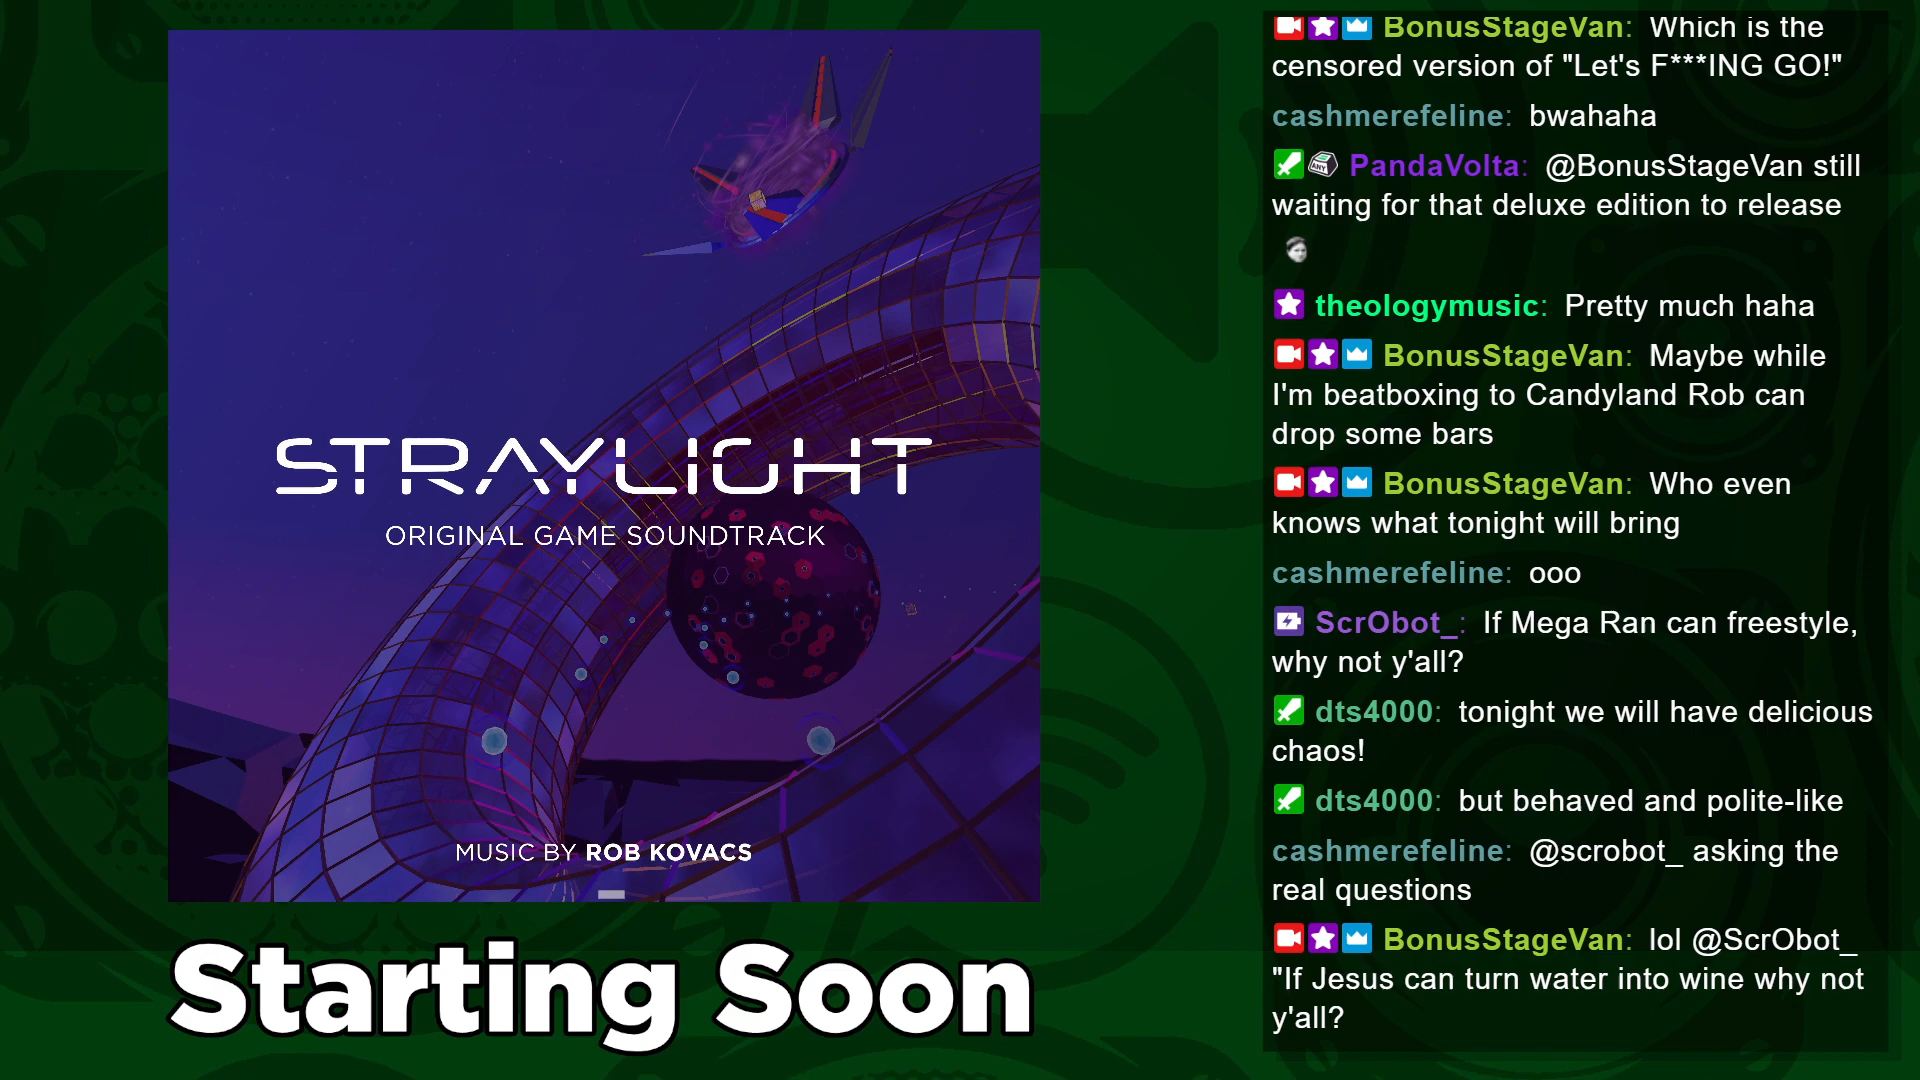 STRAYLIGHT
ORIGINAL GAME SOUNDTRACK
MUSIC BY ROB KOVACS
Starting Soon
BonusStageVan: Which is the
censored version of "Let's F***ING GO!"
cashmerefeline: bwahaha
ANY PandaVolta: @BonusStageVan still
waiting for that deluxe edition to release
theologymusic: Pretty much haha
BonusStageVan: Maybe while
I'm beatboxing to Candyland Rob can
drop some bars
BonusStageVan: Who even
knows what tonight will bring
cashmerefeline: ooo
ScrObot_: If Mega Ran can freestyle,
why not y'all?
dts4000: tonight we will have delicious
chaos!
dts4000: but behaved and polite-like
cashmerefeline: @scrobot_ asking the
real questions
BonusStageVan: lol @ScrObot_
"If Jesus can turn water into wine why not
y'all?